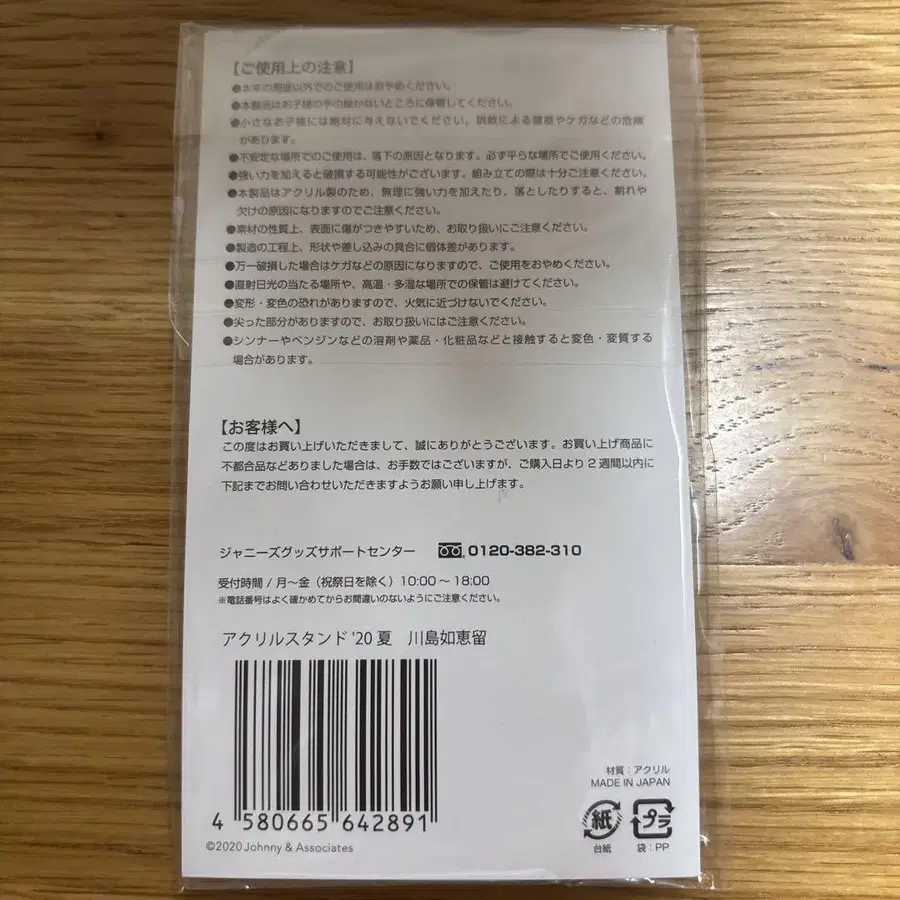 【ご使用上の注意】
●本来の用途以外でのご使用はおやめください。
●本製品はお子様の手の届かないところに保管してください。
●小さなお子様には絶対に与えないでください。誤飲による窒息やケガなどの危険
があります。
●不安定な場所でのご使用は、落下の原因となります。必ず平らな場所でご使用ください。
●強い力を加えると破損する可能性がございます。組み立ての際は十分ご注意ください。
●本製品はアクリル製のため、無理に強い力を加えたり、落としたりすると、割れや
欠けの原因になりますのでご注意ください。
●素材の性質上、表面に傷がつきやすいため、お取り扱いにご注意ください。
●製造の工程上、形状や差し込みの具合に個体差があります。
●万一破損した場合はケガなどの原因になりますので、ご使用をおやめください。
●直射日光の当たる場所や、高温・多湿な場所での保管は避けてください。
●変形・変色の恐れがありますので、火気に近づけないでください。
●尖った部分がありますので、お取り扱いにはご注意ください。
●シンナーやベンジンなどの溶剤や薬品・化粧品などと接触すると変色・変質する
場合があります。
【お客様へ】
この度はお買い上げいただきまして、誠にありがとうございます。お買い上げ商品に
不都合品などありました場合は、お手数ではございますが、ご購入日より2週間以内に
下記までお問い合わせいただきますようお願い申し上げます。
ジャニーズグッズサポートセンター 0120-382-310
受付時間/月〜金(祝祭日を除く)10:00〜18:00
※電話番号はよく確かめてからお間違いのないようにご注意ください。
アクリルスタンド'20夏 川島如恵留
4 580665 642891
©2020 Johnny & Associates
材質:アクリル
MADE IN JAPAN
紙 プラ
台紙 袋:PP